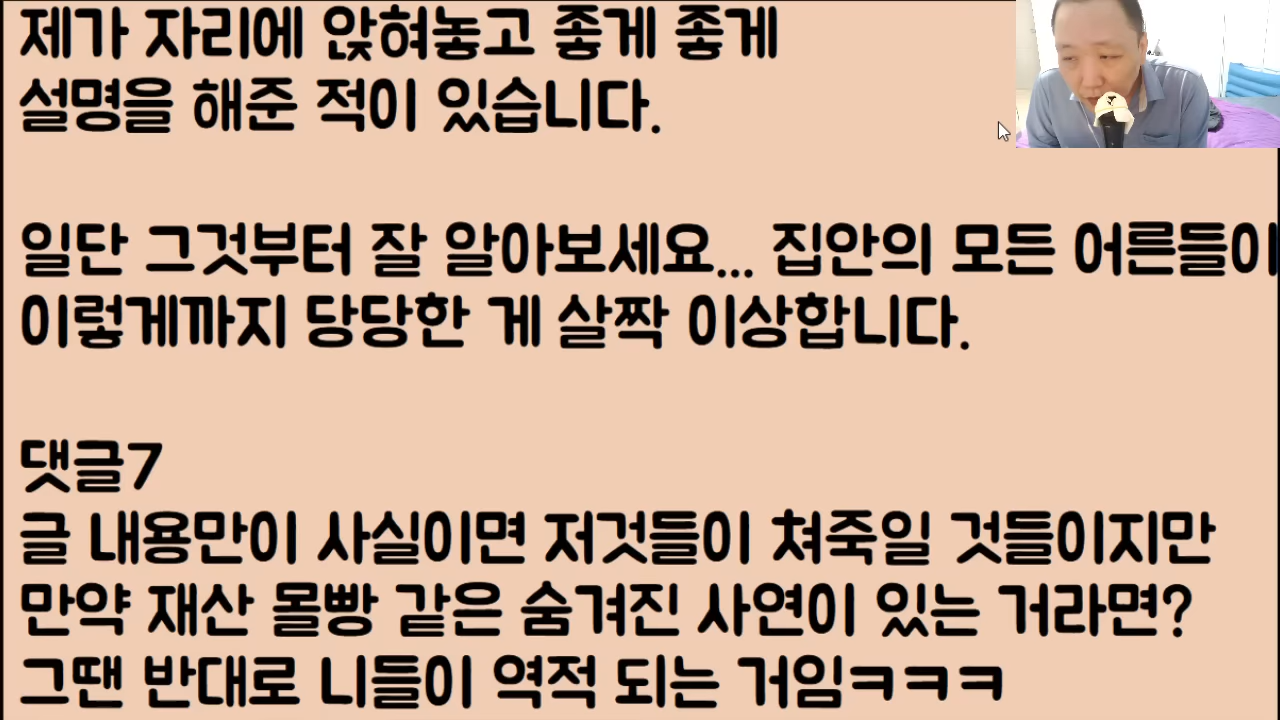 제가 자리에 앉혀놓고 좋게 좋게
설명을 해준 적이 있습니다.
일단 그것부터 잘 알아보세요... 집안의 모든 어른들이
이렇게까지 당당한 게 살짝 이상합니다.
댓글7
글 내용만이 사실이면 저것들이 쳐죽일 것들이지만
만약 재산 몰빵 같은 숨겨진 사연이 있는 거라면?
그땐 반대로 니들이 역적 되는 거임ㅋㅋㅋ